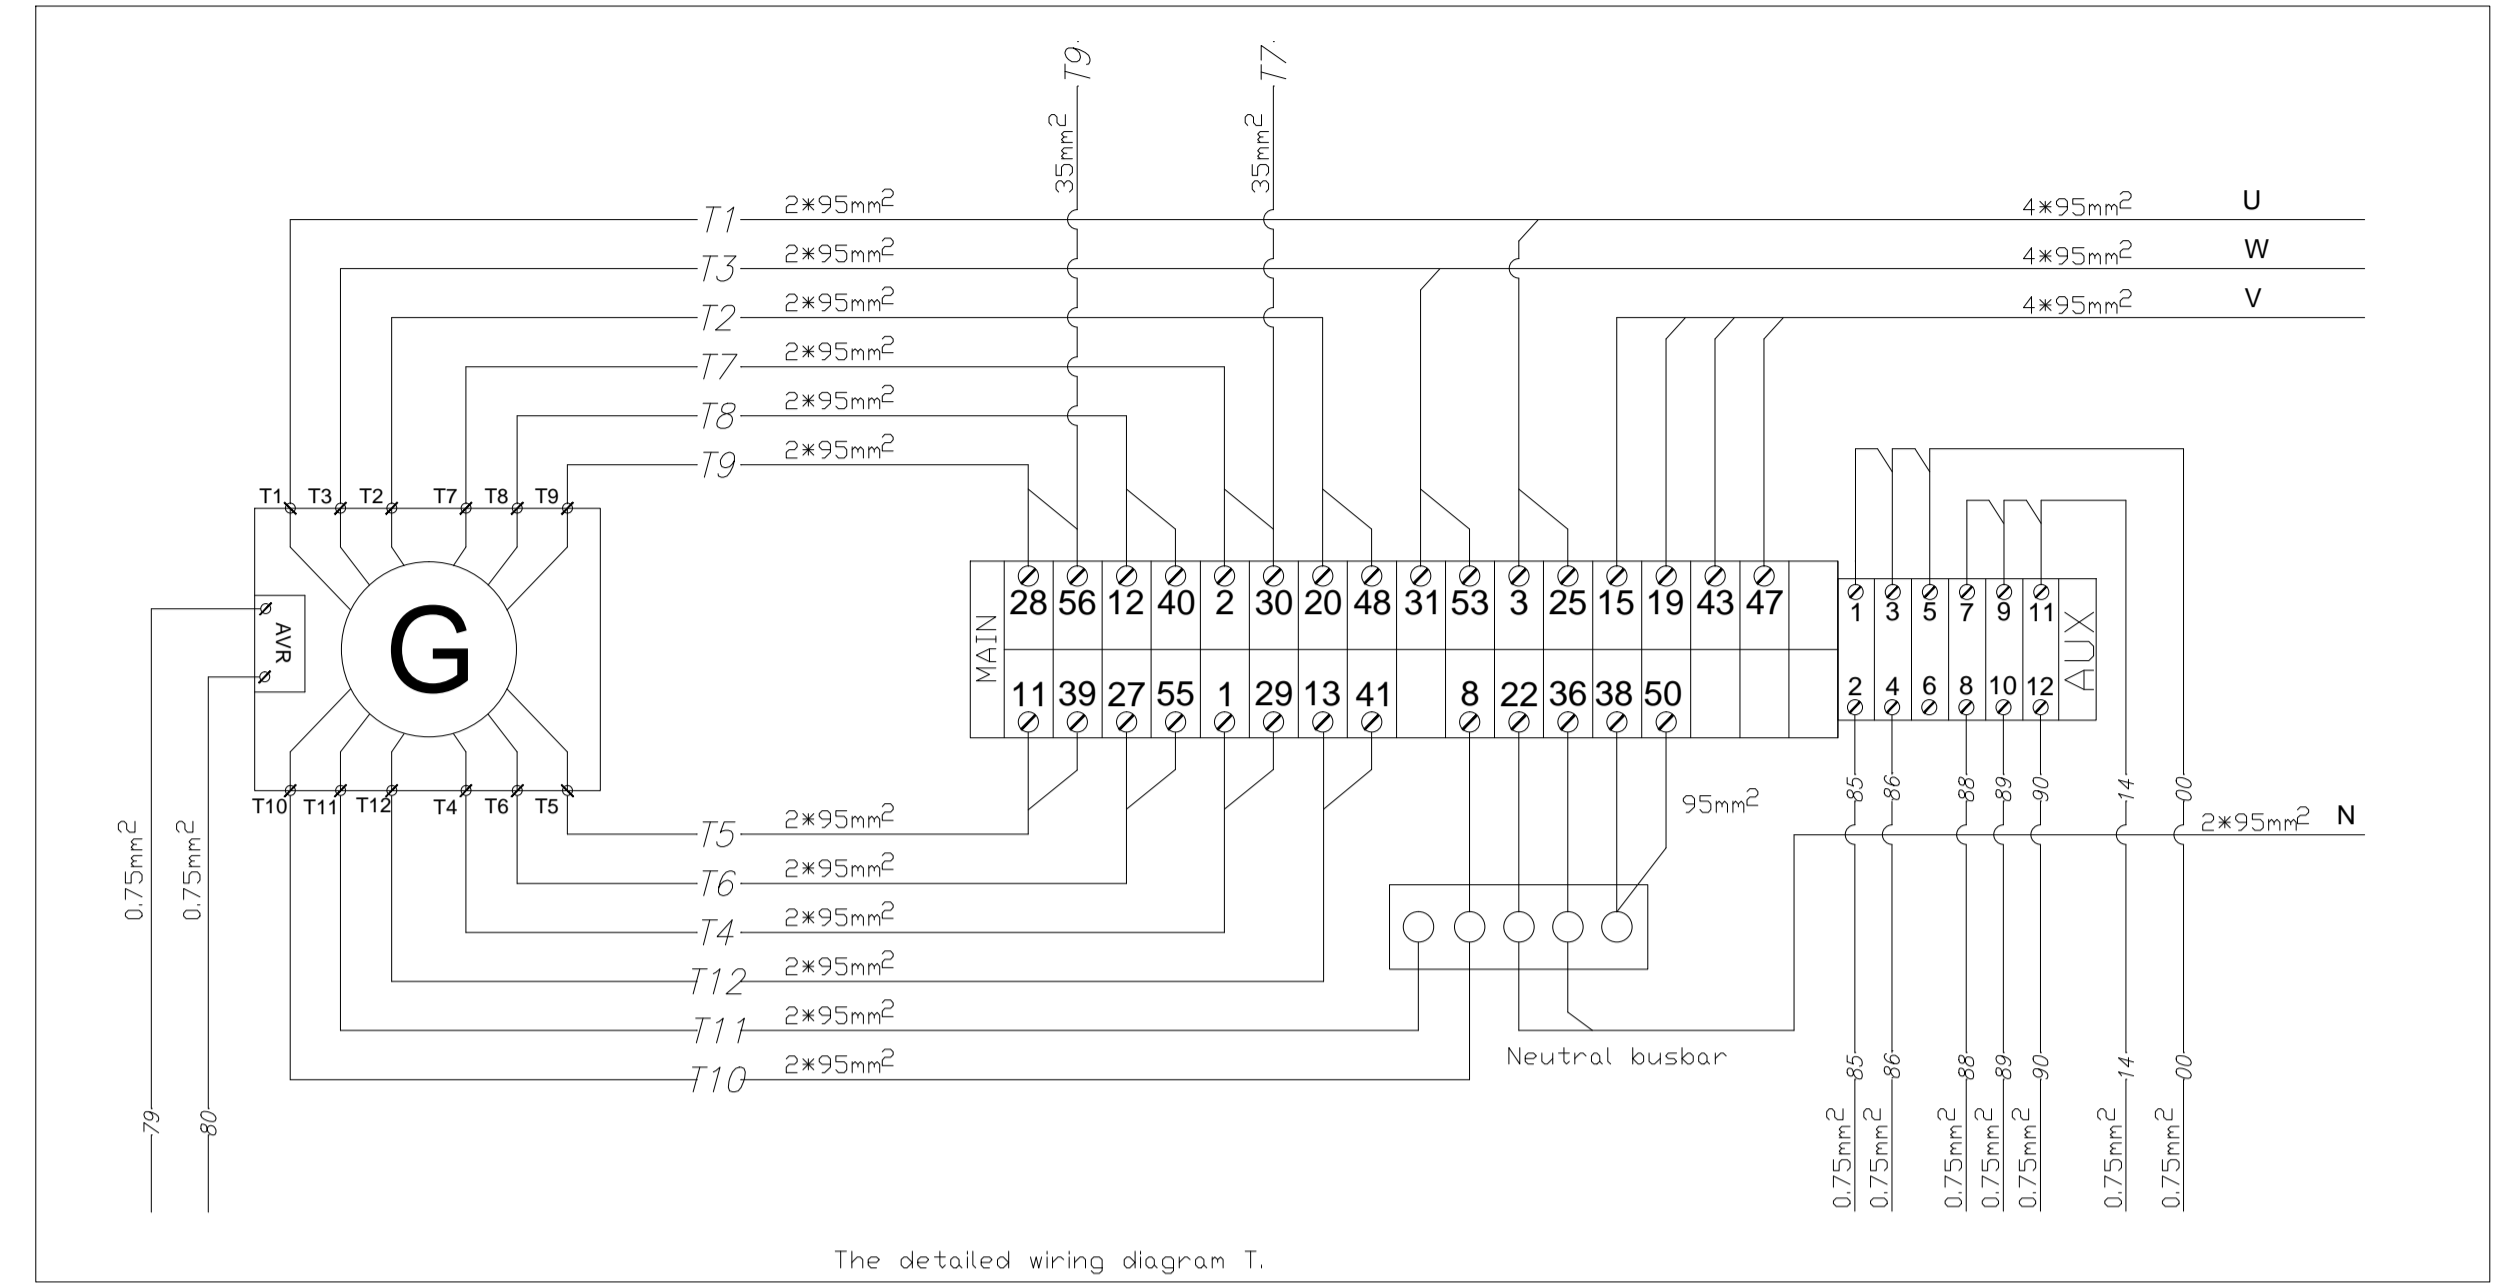 T9
T7
35mm2
35mm2
T1 2*95mm2 4*95mm2 U
T3 2*95mm2 4*95mm2 W
T2 2*95mm2 4*95mm2 V
T7 2*95mm2
T8 2*95mm2
T9 2*95mm2
T1 T3 T2 T7 T8 T9
AVR
G
T10 T11 T12 T4 T6 T5
MAIN
28 56 12 40 2 30 20 48 31 53 3 25 15 19 43 47
11 39 27 55 1 29 13 41 8 22 36 38 50
1 3 5 7 9 11
2 4 6 8 10 12
AUX
85 86 88 89 90 14 00
95mm2
2*95mm2 N
T5 2*95mm2
T6 2*95mm2
T4 2*95mm2
T12 2*95mm2
T11 2*95mm2
T10 2*95mm2
Neutral busbar
0.75mm2
0.75mm2
79
80
85 86 88 89 90 14 00
0.75mm2
0.75mm2
0.75mm2
0.75mm2
0.75mm2
0.75mm2
0.75mm2
The detailed wiring diagram T.